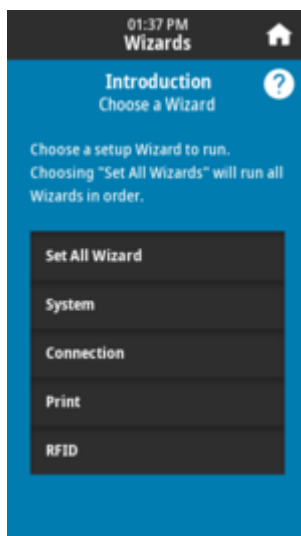 01:37 PM
Wizards
Introduction
?
Choose a Wizard
Choose a setup Wizard to run.
Choosing "Set All Wizards" will run all
Wizards in order.
Set All Wizard
System
Connection
Print
RFID